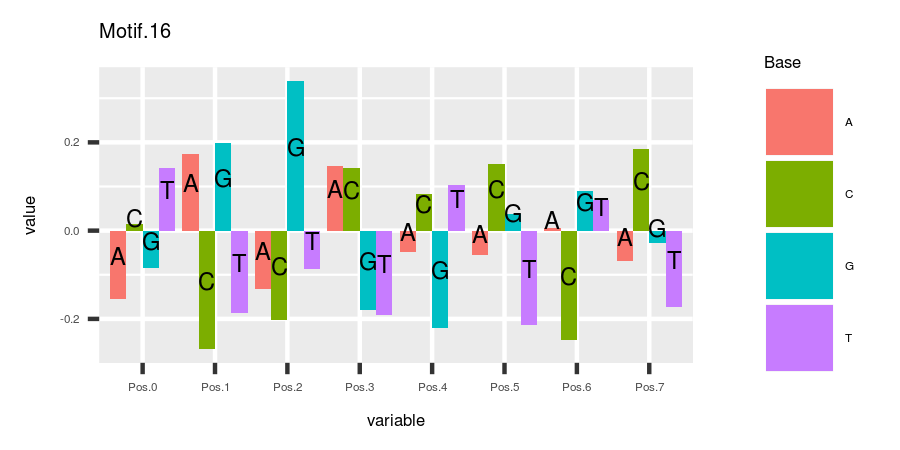 Motif.16
Base
A
C
G
T
value
0.2
0.0
-0.2
A C G T
A C G T
A C G T
A C G T
A C G T
A C G T
A C G T
A C G T
Pos.0 Pos.1 Pos.2 Pos.3 Pos.4 Pos.5 Pos.6 Pos.7
variable